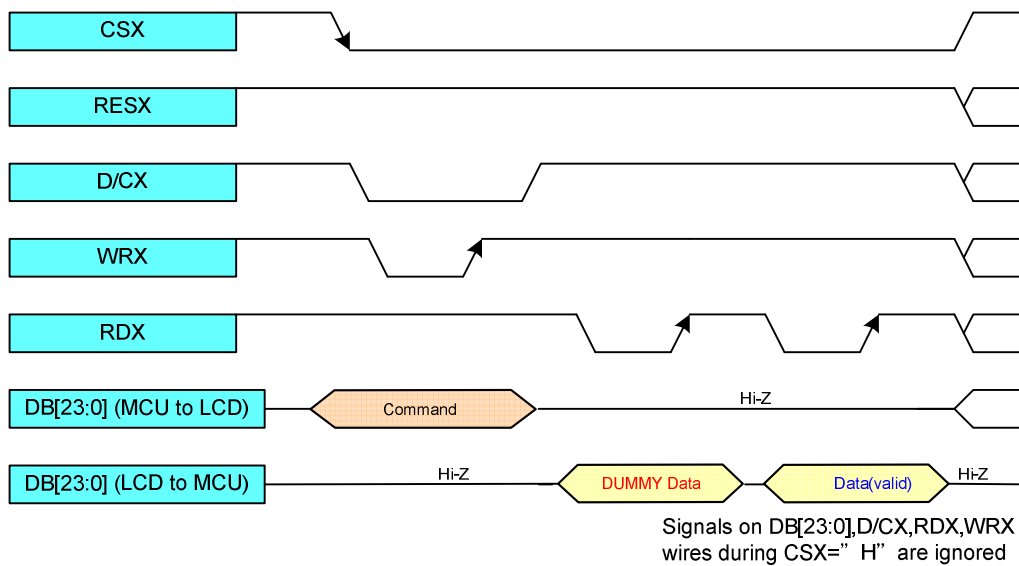 CSX
RESX
D/CX
WRX
RDX
DB[23:0] (MCU to LCD)
Command
Hi-Z
DB[23:0] (LCD to MCU)
Hi-Z
DUMMY Data
Data(valid)
Hi-Z
Signals on DB[23:0],D/CX,RDX,WRX
wires during CSX=” H” are ignored